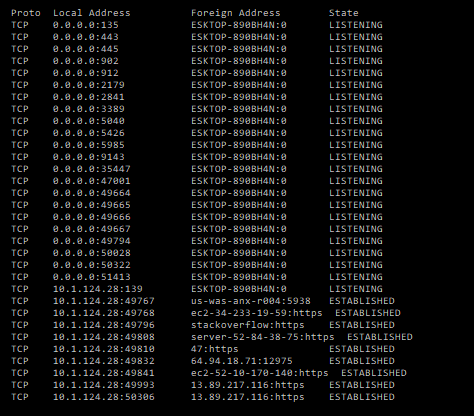 Proto Local Address Foreign Address State
TCP 0.0.0.0:135 ESKTOP-890BH4N:0 LISTENING
TCP 0.0.0.0:443 ESKTOP-890BH4N:0 LISTENING
TCP 0.0.0.0:445 ESKTOP-890BH4N:0 LISTENING
TCP 0.0.0.0:902 ESKTOP-890BH4N:0 LISTENING
TCP 0.0.0.0:912 ESKTOP-890BH4N:0 LISTENING
TCP 0.0.0.0:2179 ESKTOP-890BH4N:0 LISTENING
TCP 0.0.0.0:2841 ESKTOP-890BH4N:0 LISTENING
TCP 0.0.0.0:3389 ESKTOP-890BH4N:0 LISTENING
TCP 0.0.0.0:5040 ESKTOP-890BH4N:0 LISTENING
TCP 0.0.0.0:5426 ESKTOP-890BH4N:0 LISTENING
TCP 0.0.0.0:5985 ESKTOP-890BH4N:0 LISTENING
TCP 0.0.0.0:9143 ESKTOP-890BH4N:0 LISTENING
TCP 0.0.0.0:35447 ESKTOP-890BH4N:0 LISTENING
TCP 0.0.0.0:47001 ESKTOP-890BH4N:0 LISTENING
TCP 0.0.0.0:49664 ESKTOP-890BH4N:0 LISTENING
TCP 0.0.0.0:49665 ESKTOP-890BH4N:0 LISTENING
TCP 0.0.0.0:49666 ESKTOP-890BH4N:0 LISTENING
TCP 0.0.0.0:49667 ESKTOP-890BH4N:0 LISTENING
TCP 0.0.0.0:49794 ESKTOP-890BH4N:0 LISTENING
TCP 0.0.0.0:50028 ESKTOP-890BH4N:0 LISTENING
TCP 0.0.0.0:50322 ESKTOP-890BH4N:0 LISTENING
TCP 0.0.0.0:51413 ESKTOP-890BH4N:0 LISTENING
TCP 10.1.124.28:139 ESKTOP-890BH4N:0 LISTENING
TCP 10.1.124.28:49767 us-was-anx-r004:5938 ESTABLISHED
TCP 10.1.124.28:49768 ec2-34-233-19-59:https ESTABLISHED
TCP 10.1.124.28:49796 stackoverflow:https ESTABLISHED
TCP 10.1.124.28:49808 server-52-84-38-75:https ESTABLISHED
TCP 10.1.124.28:49810 47:https ESTABLISHED
TCP 10.1.124.28:49832 64.94.18.71:12975 ESTABLISHED
TCP 10.1.124.28:49841 ec2-52-10-170-140:https ESTABLISHED
TCP 10.1.124.28:49993 13.89.217.116:https ESTABLISHED
TCP 10.1.124.28:50306 13.89.217.116:https ESTABLISHED